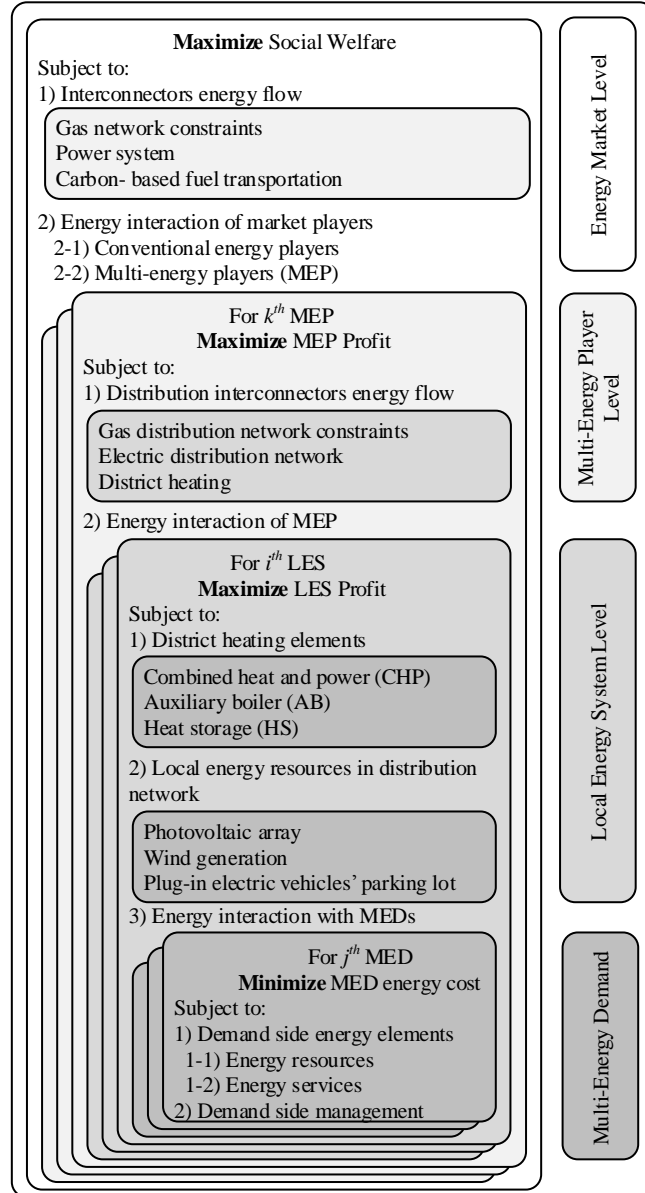 Maximize Social Welfare
Subject to:
1) Interconnectors energy flow
Gas network constraints
Power system
Carbon- based fuel transportation
2) Energy interaction of market players
2-1) Conventional energy players
2-2) Multi-energy players (MEP)
For kth MEP
Maximize MEP Profit
Subject to:
1) Distribution interconnectors energy flow
Gas distribution network constraints
Electric distribution network
District heating
2) Energy interaction of MEP
For ith LES
Maximize LES Profit
Subject to:
1) District heating elements
Combined heat and power (CHP)
Auxiliary boiler (AB)
Heat storage (HS)
2) Local energy resources in distribution
network
Photovoltaic array
Wind generation
Plug-in electric vehicles’ parking lot
3) Energy interaction with MEDs
For jth MED
Minimize MED energy cost
Subject to:
1) Demand side energy elements
1-1) Energy resources
1-2) Energy services
2) Demand side management
Energy Market Level
Multi-Energy Player
Level
Local Energy System Level
Multi-Energy Demand